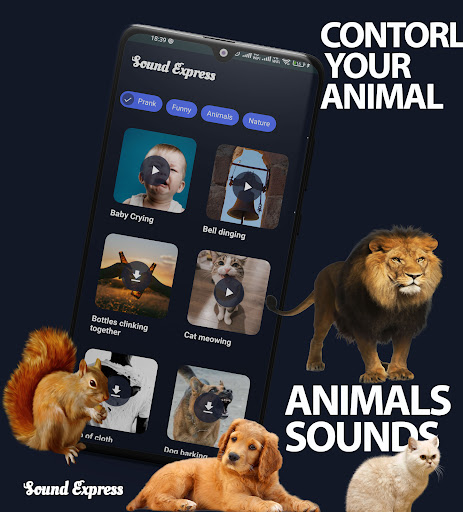 CONTORL
YOUR
ANIMAL
18:39
Sound Express
Prank
Funny
Animals
Nature
Baby Crying
Bell dinging
Bottles clinking
together
Cat meowing
of cloth
Dog barking
ANIMALS
SOUNDS
Sound Express